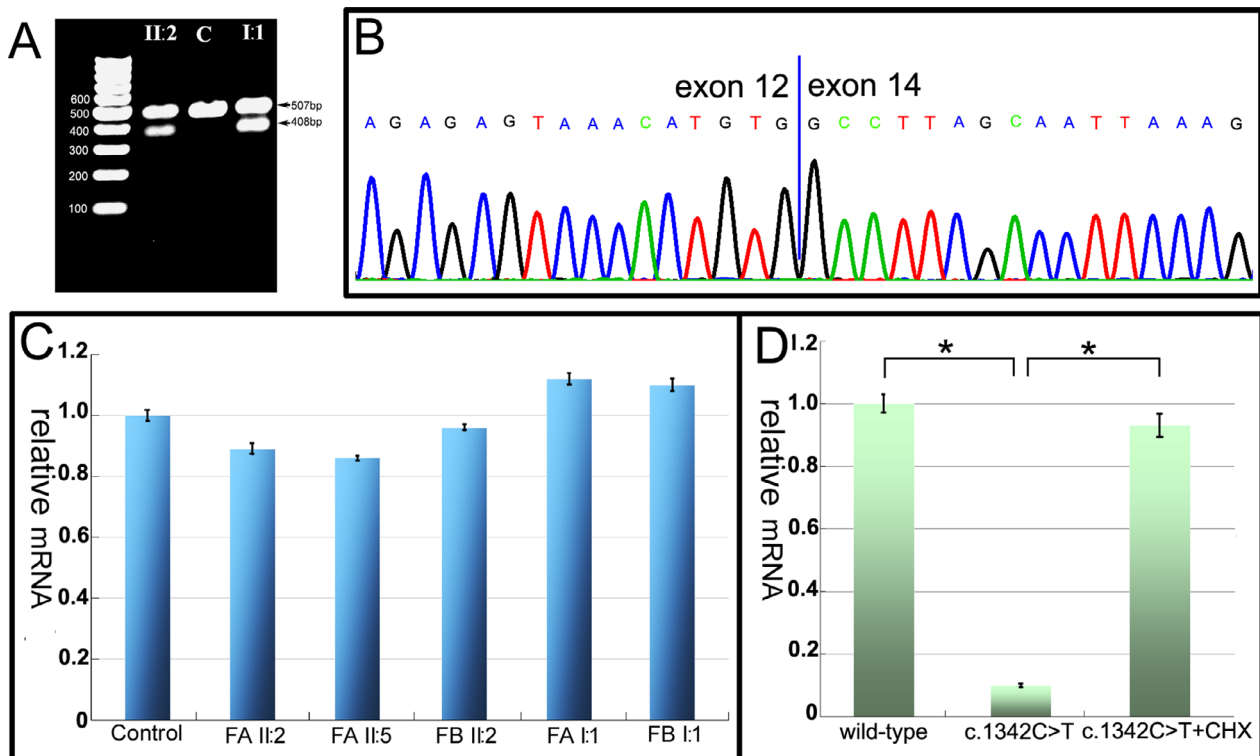 A
II:2 C I:1
600
500
400
300
200
100
507bp
408bp
B
exon 12 exon 14
A G A G A G T A A A C A T G T G G C C T T A G C A A T T A A A G
C
relative mRNA
1.2
1.0
0.8
0.6
0.4
0.2
0
Control FA II:2 FA II:5 FB II:2 FA I:1 FB I:1
D
relative mRNA
1.2
1.0
0.8
0.6
0.4
0.2
0
* *
wild-type c.1342C>T c.1342C>T+CHX